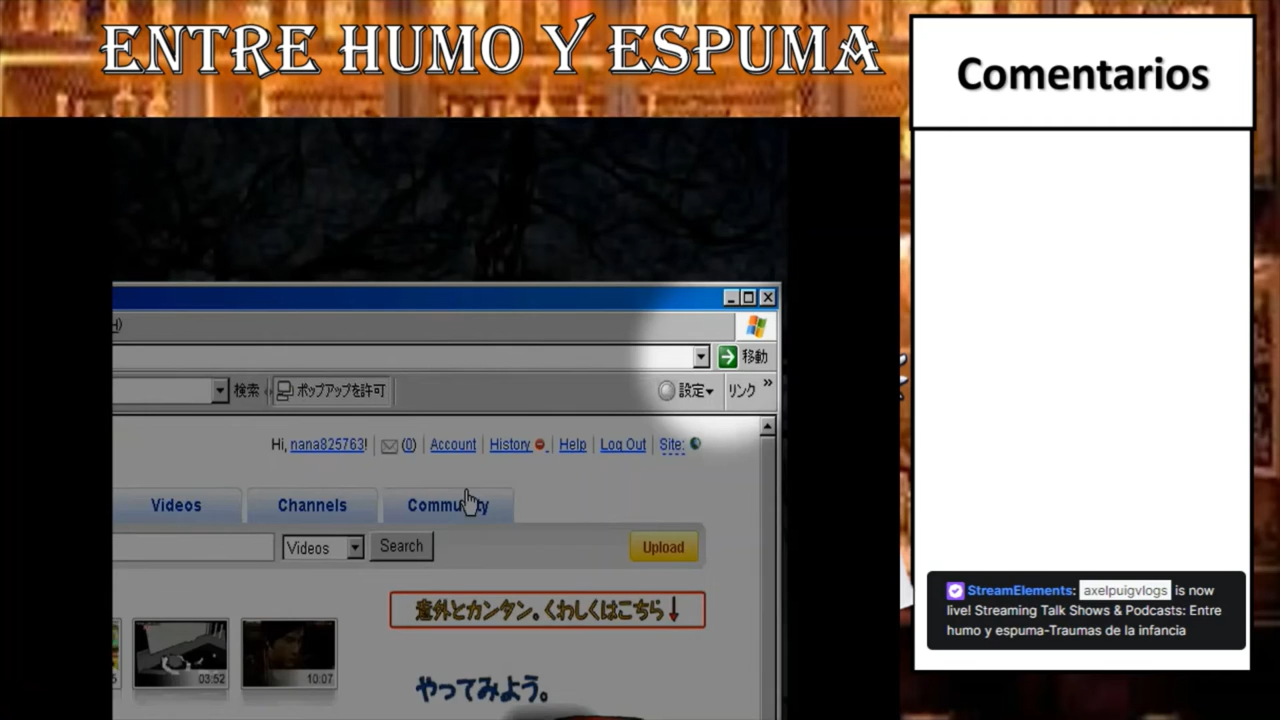 ENTRE HUMO Y ESPUMA
Comentarios
H)
移動
検索
ポップアップを許可
設定
リンク »
Hi, nana825763! (0) Account History Help Log Out Site:
Videos Channels Community
Videos Search Upload
意外とカンタン。くわしくはこちら↓
03:52
10:07
やってみよう。
StreamElements: axelpuigvlogs is now
live! Streaming Talk Shows & Podcasts: Entre
humo y espuma-Traumas de la infancia